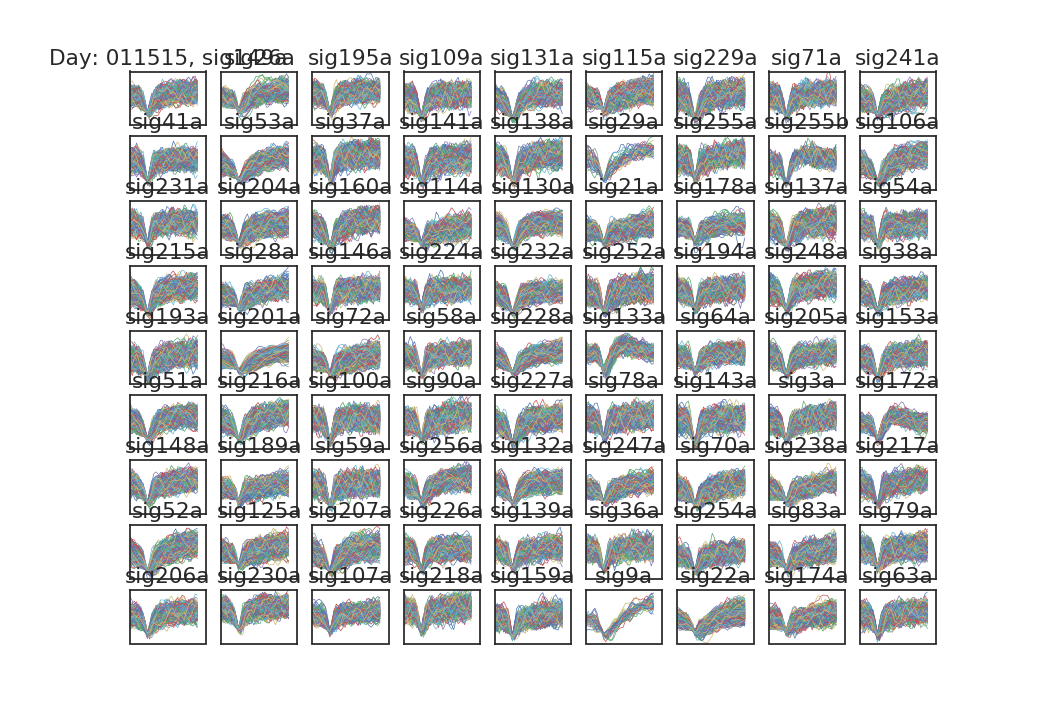 Day: 011515, sig149a sig126a sig195a sig109a sig131a sig115a sig229a sig71a sig241a
sig41a sig53a sig37a sig141a sig138a sig29a sig255a sig255b sig106a
sig231a sig204a sig160a sig114a sig130a sig21a sig178a sig137a sig54a
sig215a sig28a sig146a sig224a sig232a sig252a sig194a sig248a sig38a
sig193a sig201a sig72a sig58a sig228a sig133a sig64a sig205a sig153a
sig51a sig216a sig100a sig90a sig227a sig78a sig143a sig3a sig172a
sig148a sig189a sig59a sig256a sig132a sig247a sig70a sig238a sig217a
sig52a sig125a sig207a sig226a sig139a sig36a sig254a sig83a sig79a
sig206a sig230a sig107a sig218a sig159a sig9a sig22a sig174a sig63a